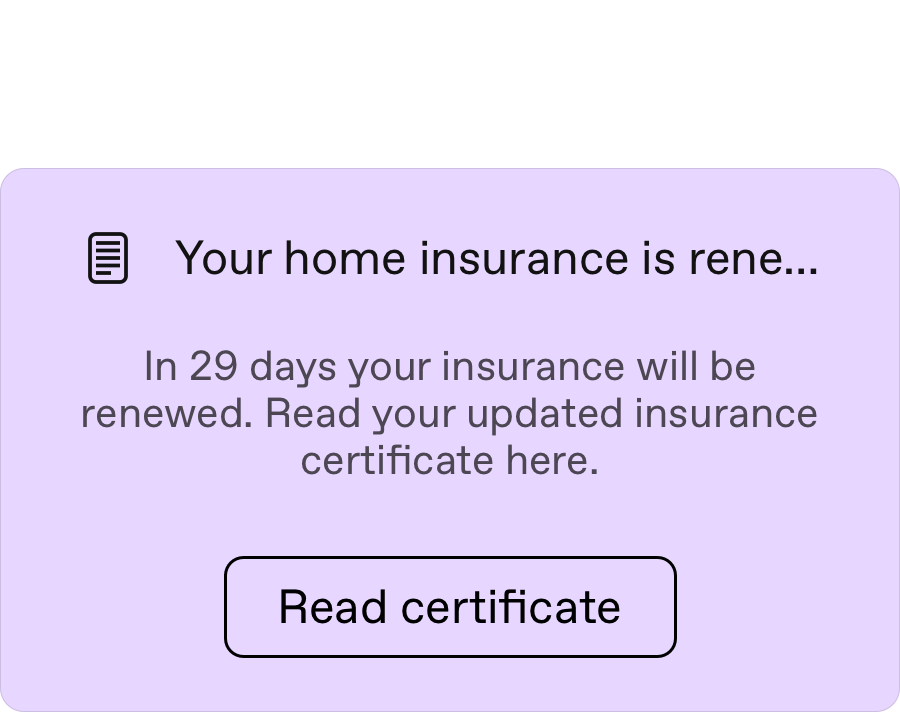 Your home insurance is rene...
In 29 days your insurance will be
renewed. Read your updated insurance
certificate here.
Read certificate